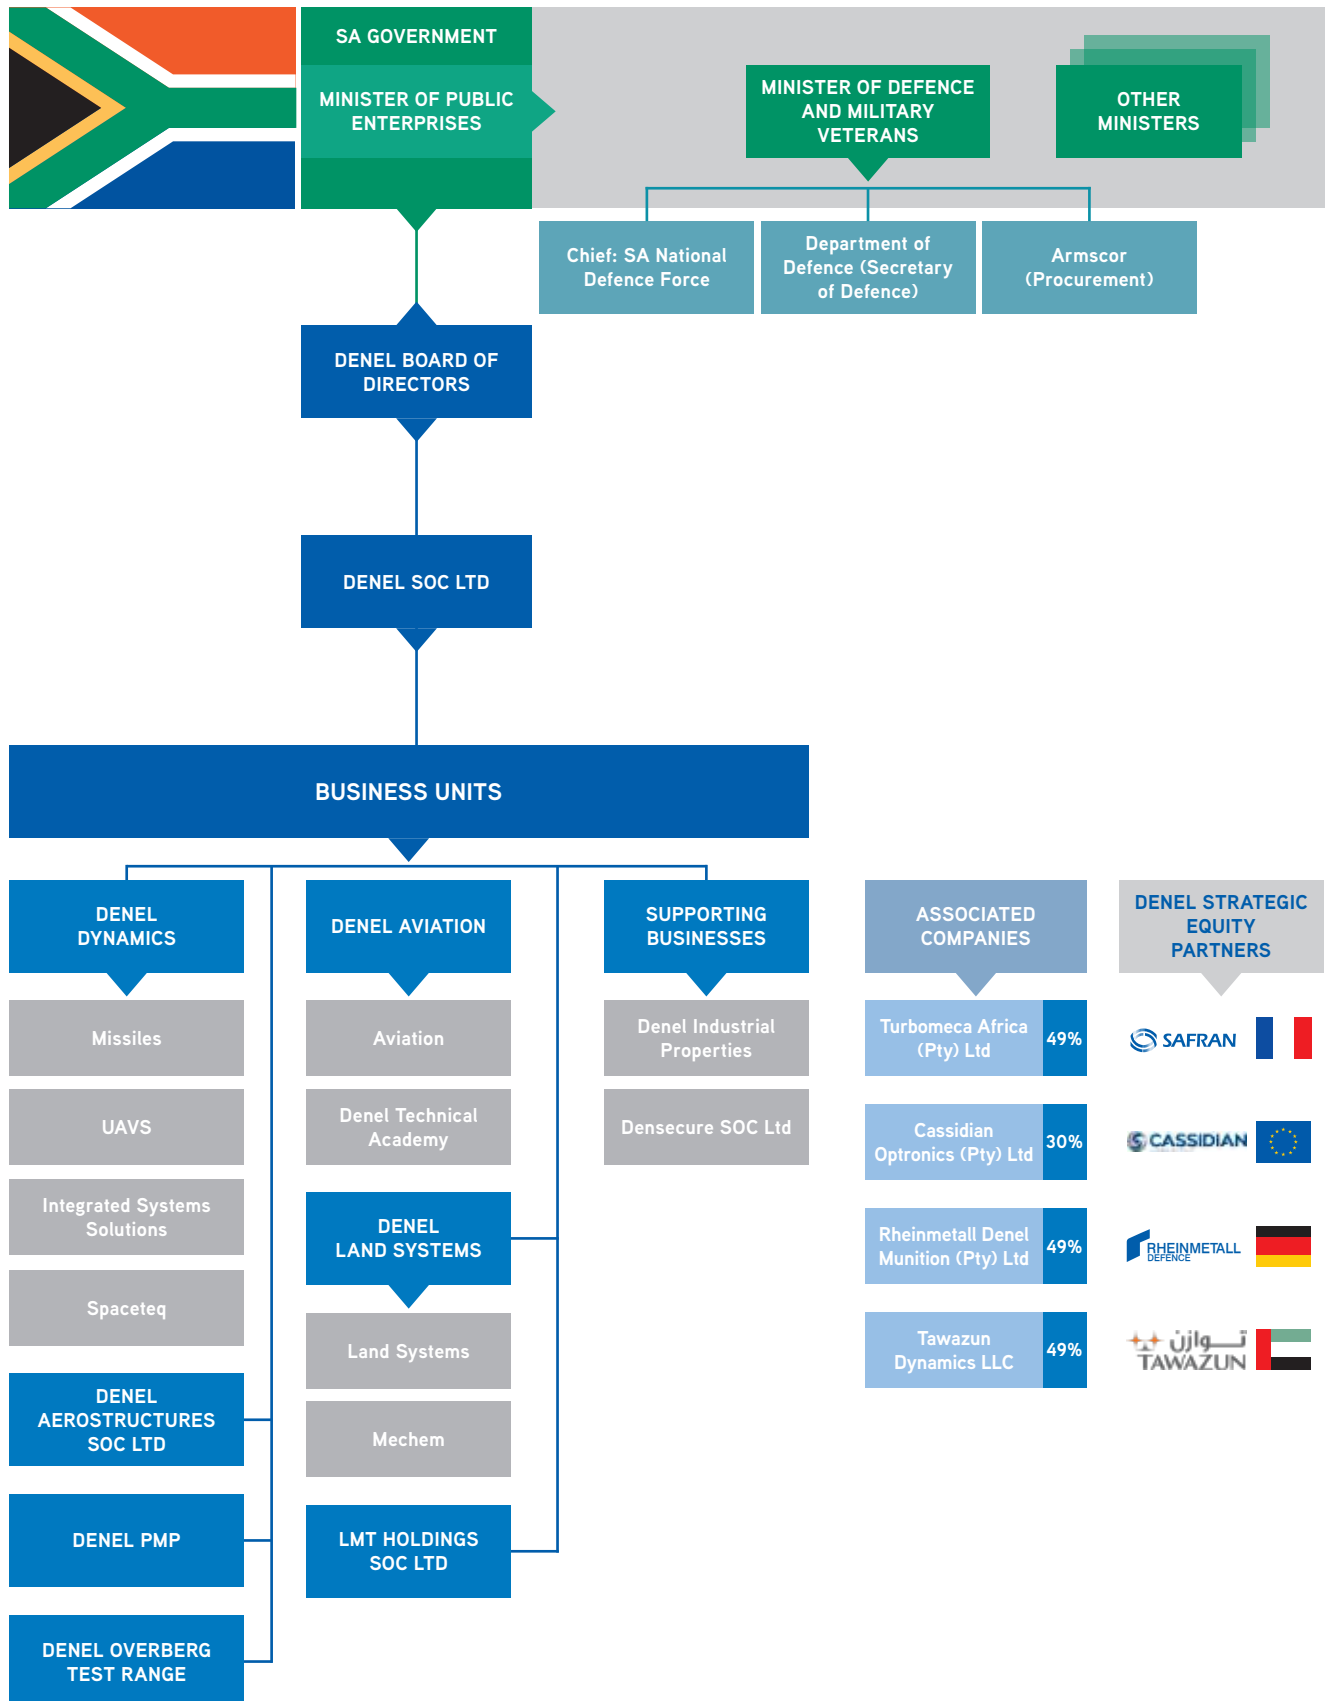 SA GOVERNMENT
MINISTER OF PUBLIC
ENTERPRISES
MINISTER OF DEFENCE
AND MILITARY
VETERANS
OTHER
MINISTERS
Chief: SA National
Defence Force
Department of
Defence (Secretary
of Defence)
Armscor
(Procurement)
DENEL BOARD OF
DIRECTORS
DENEL SOC LTD
BUSINESS UNITS
DENEL
DYNAMICS
Missiles
UAVS
Integrated Systems
Solutions
Spaceteq
DENEL
AEROSTRUCTURES
SOC LTD
DENEL PMP
DENEL OVERBERG
TEST RANGE
DENEL AVIATION
Aviation
Denel Technical
Academy
DENEL
LAND SYSTEMS
Land Systems
Mechem
LMT HOLDINGS
SOC LTD
SUPPORTING
BUSINESSES
Denel Industrial
Properties
Densecure SOC Ltd
ASSOCIATED
COMPANIES
Turbomeca Africa
(Pty) Ltd
49%
Cassidian
Optronics (Pty) Ltd
30%
Rheinmetall Denel
Munition (Pty) Ltd
49%
Tawazun
Dynamics LLC
49%
DENEL STRATEGIC
EQUITY
PARTNERS
SAFRAN
CASSIDIAN
RHEINMETALL
DEFENCE
توازن
TAWAZUN